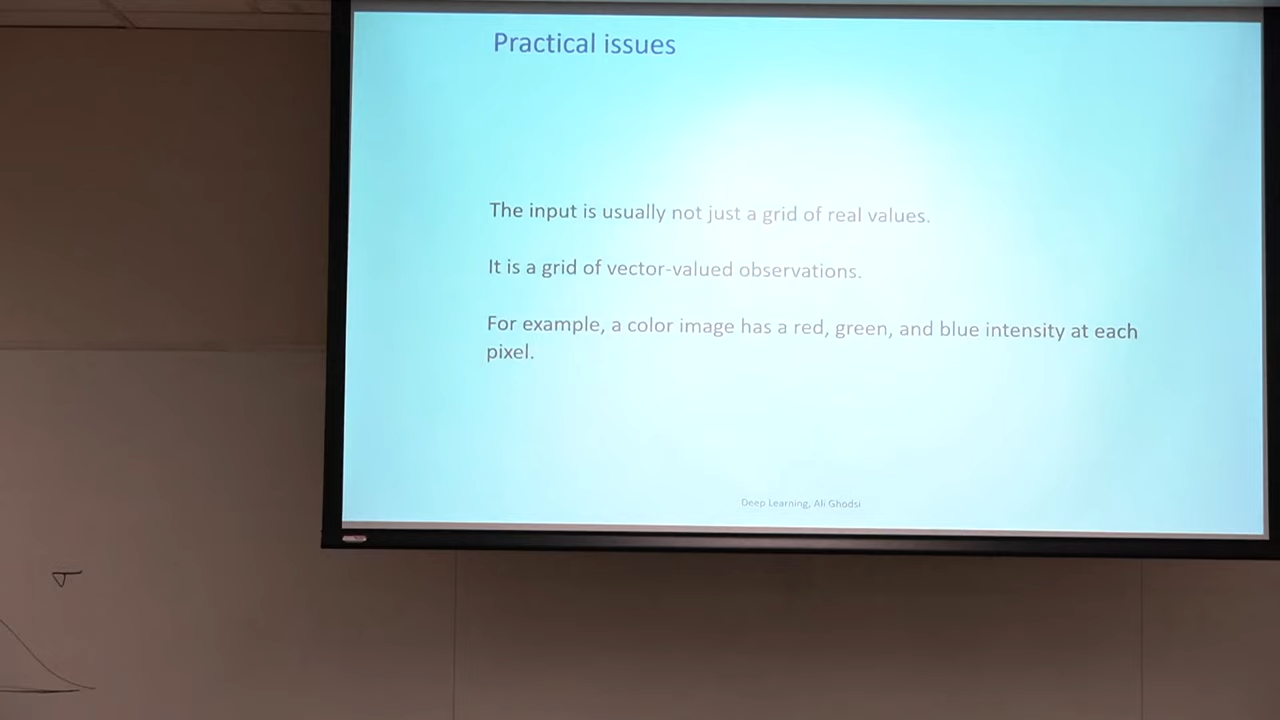 Practical issues
The input is usually not just a grid of real values.
It is a grid of vector-valued observations.
For example, a color image has a red, green, and blue intensity at each
pixel.
Deep Learning, Ali Ghodsi
σ